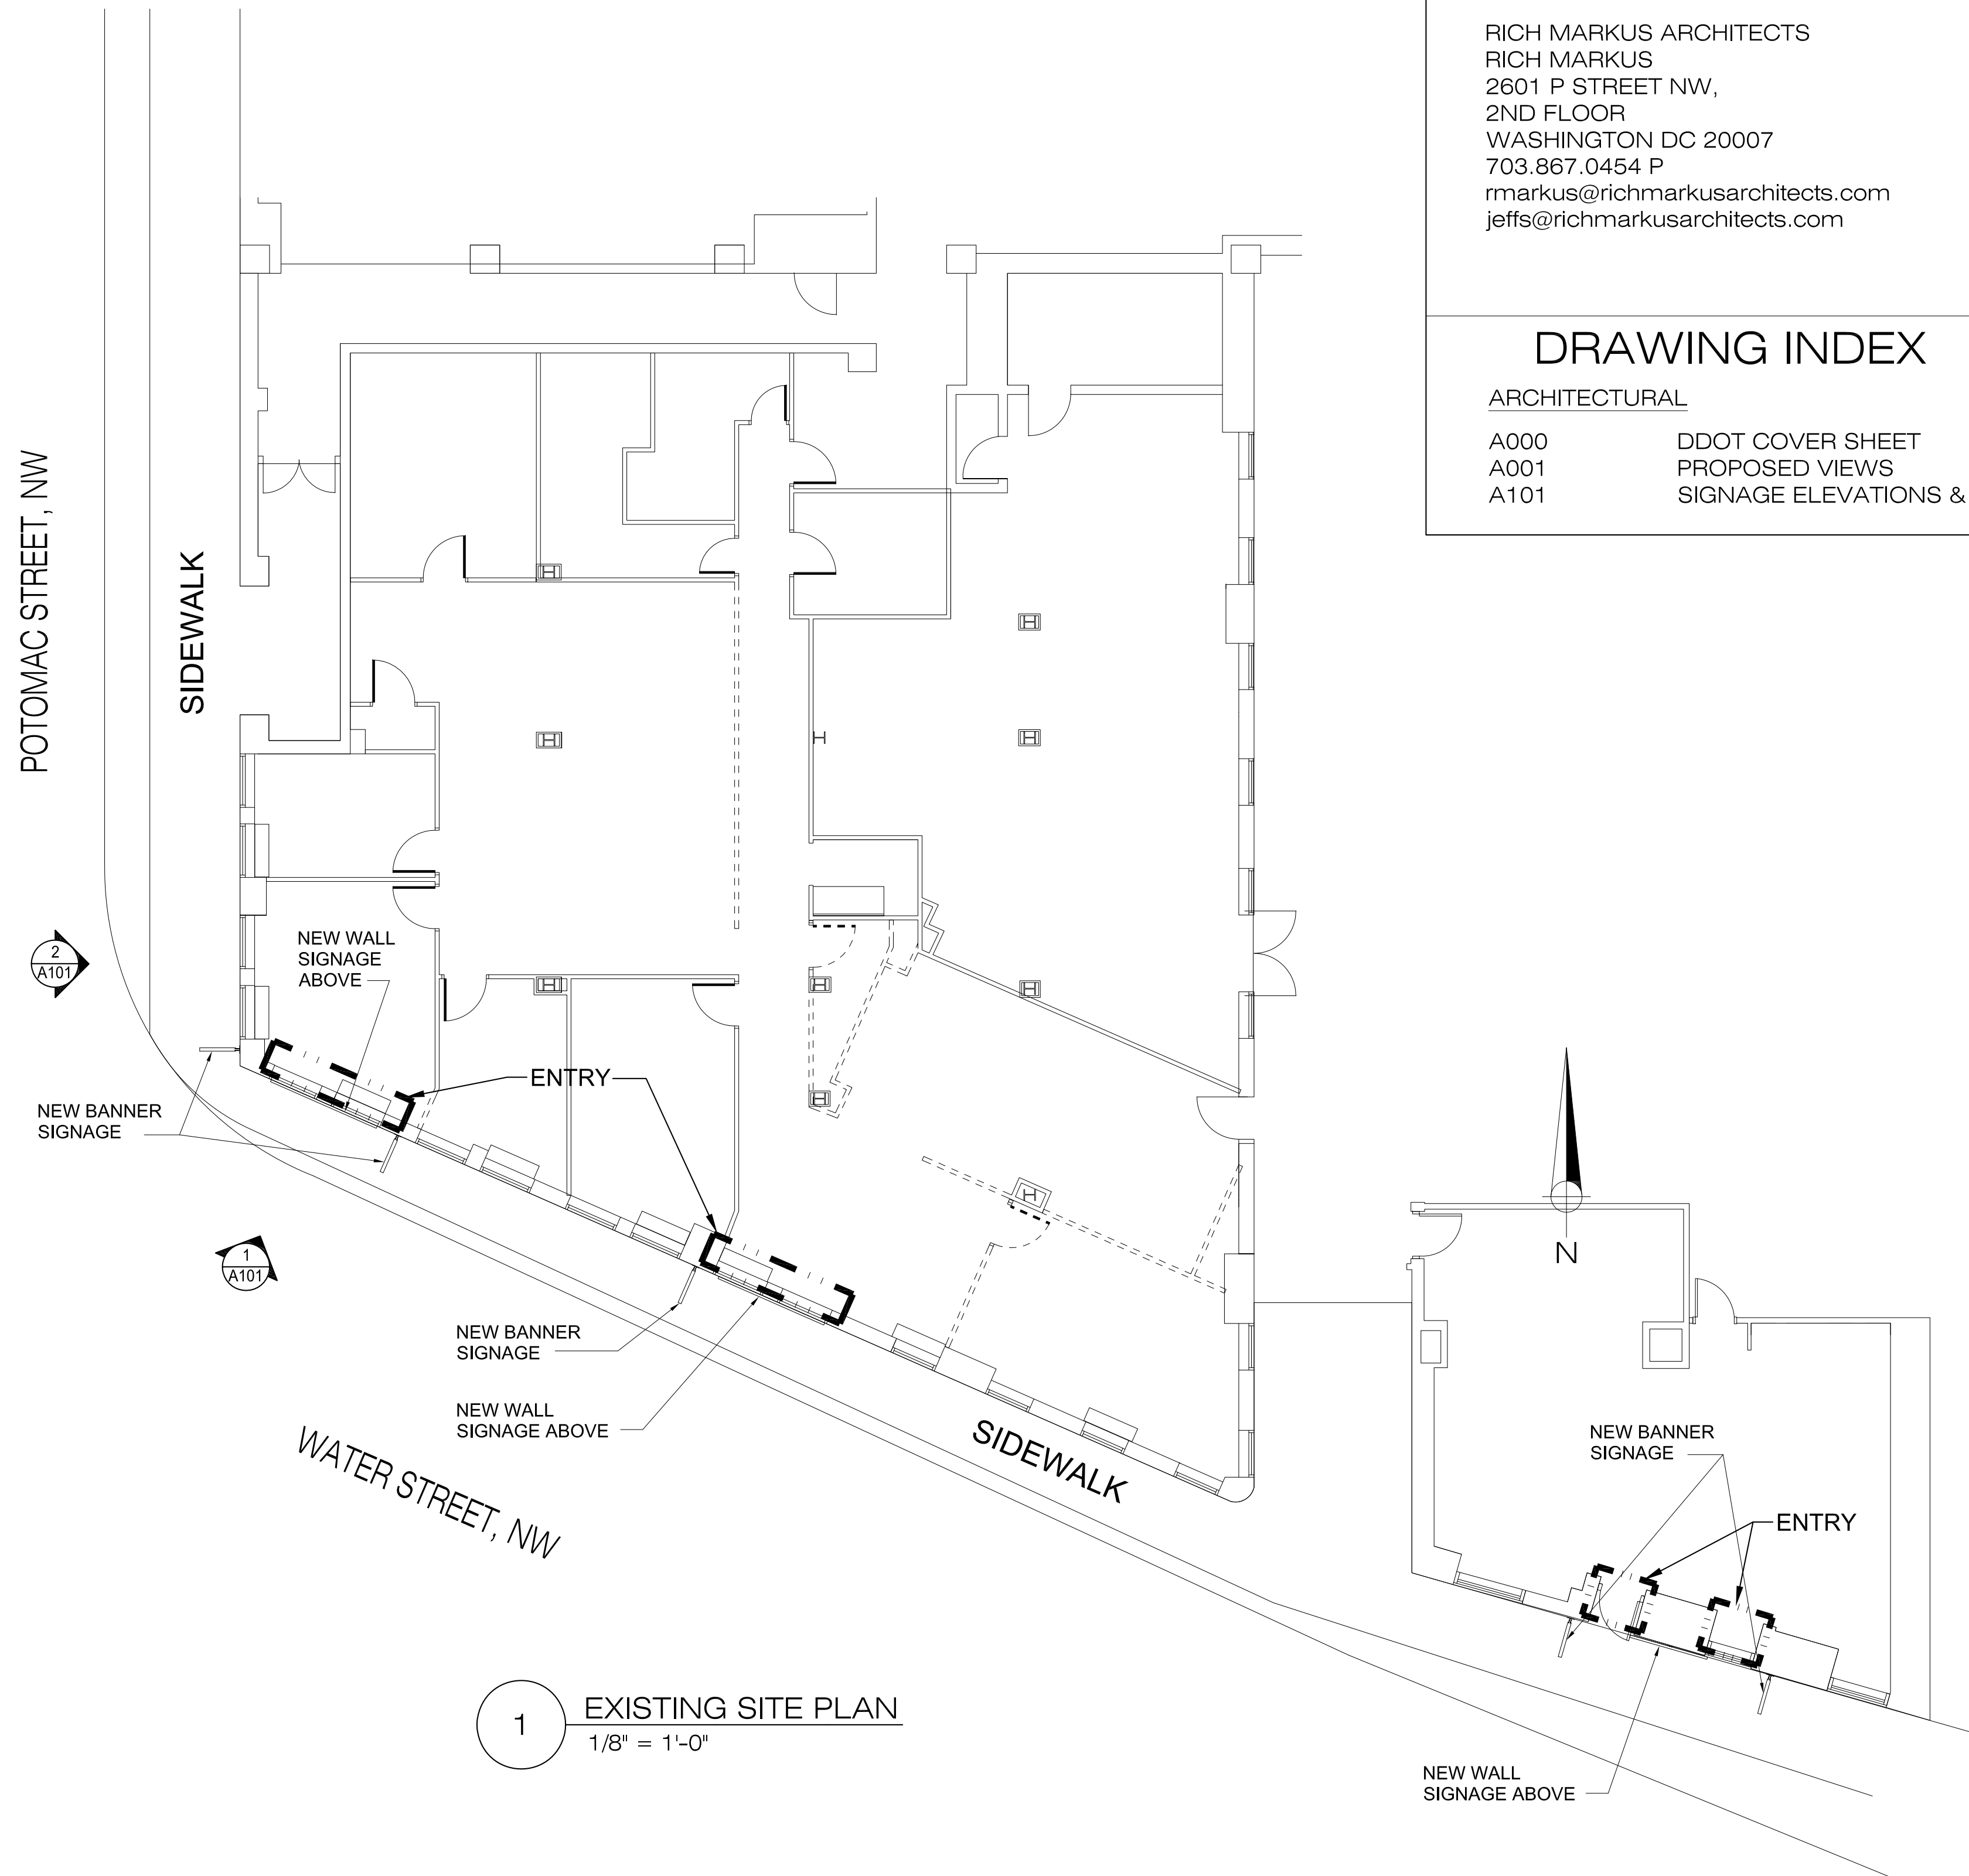 RICH MARKUS ARCHITECTS
RICH MARKUS
2601 P STREET NW,
2ND FLOOR
WASHINGTON DC 20007
703.867.0454 P
rmarkus@richmarkusarchitects.com
jeffs@richmarkusarchitects.com
DRAWING INDEX
ARCHITECTURAL
A000 DDOT COVER SHEET
A001 PROPOSED VIEWS
A101 SIGNAGE ELEVATIONS &
POTOMAC STREET, NW
SIDEWALK
2
A101
NEW WALL
SIGNAGE
ABOVE
ENTRY
NEW BANNER
SIGNAGE
1
A101
NEW BANNER
SIGNAGE
NEW WALL
SIGNAGE ABOVE
WATER STREET, NW
SIDEWALK
N
NEW BANNER
SIGNAGE
ENTRY
NEW WALL
SIGNAGE ABOVE
1
EXISTING SITE PLAN
1/8" = 1'-0"